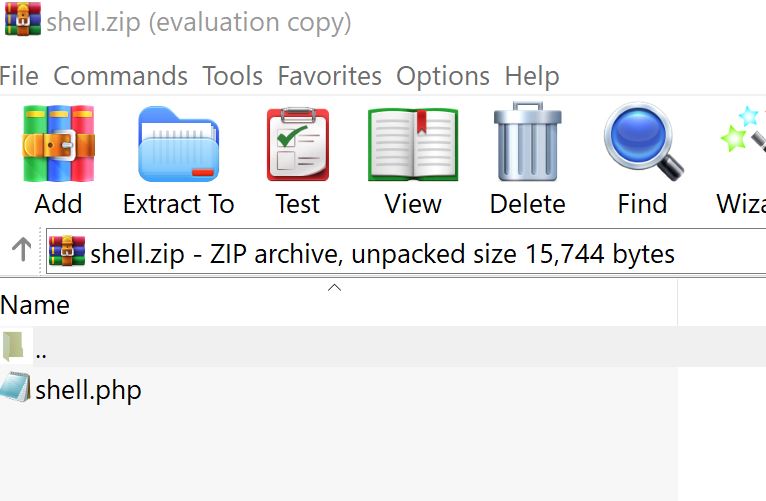 shell.zip (evaluation copy)
File Commands Tools Favorites Options Help
Add Extract To Test View Delete Find Wiza
shell.zip - ZIP archive, unpacked size 15,744 bytes
Name
..
shell.php